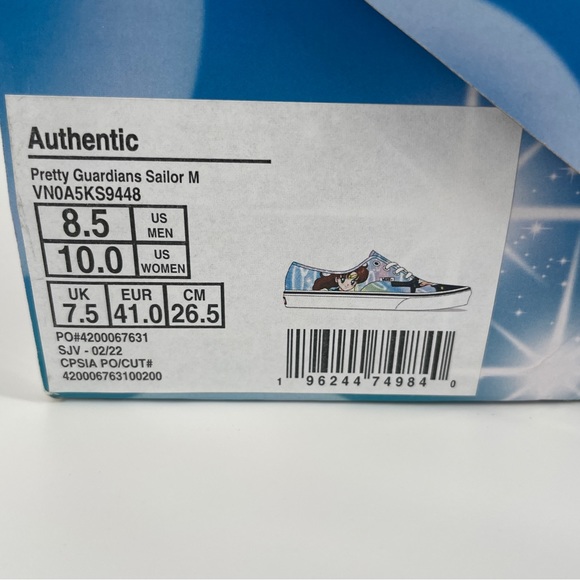 Authentic
Pretty Guardians Sailor M
VN0A5KS9448
8.5 US MEN
10.0 US WOMEN
UK EUR CM
7.5 41.0 26.5
PO#4200067631
SJV - 02/22
CPSIA PO/CUT#
420006763100200
1 96244 74984 0